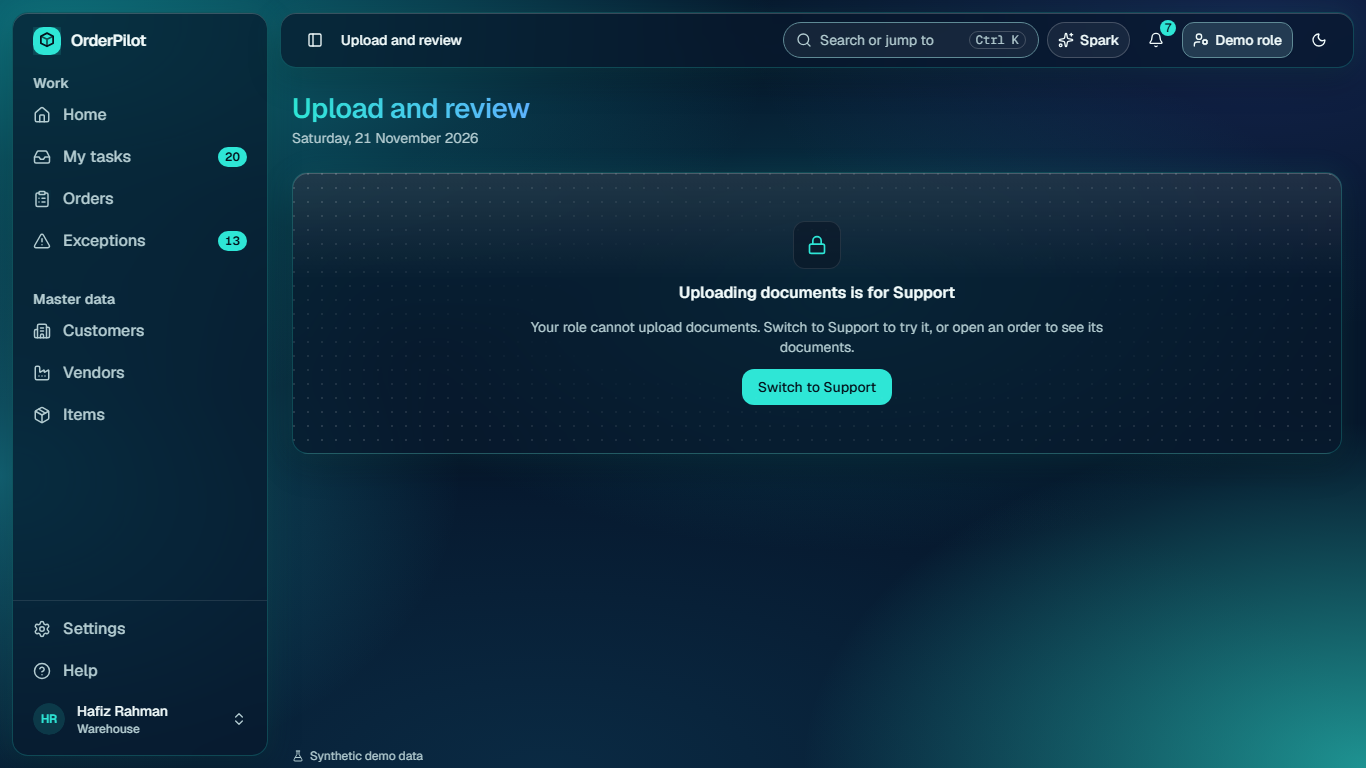 OrderPilot
Work
Home
My tasks 20
Orders
Exceptions 13
Master data
Customers
Vendors
Items
Settings
Help
HR
Hafiz Rahman
Warehouse
Upload and review
Search or jump to Ctrl K
Spark
7
Demo role
Upload and review
Saturday, 21 November 2026
Uploading documents is for Support
Your role cannot upload documents. Switch to Support to try it, or open an order to see its
documents.
Switch to Support
Synthetic demo data